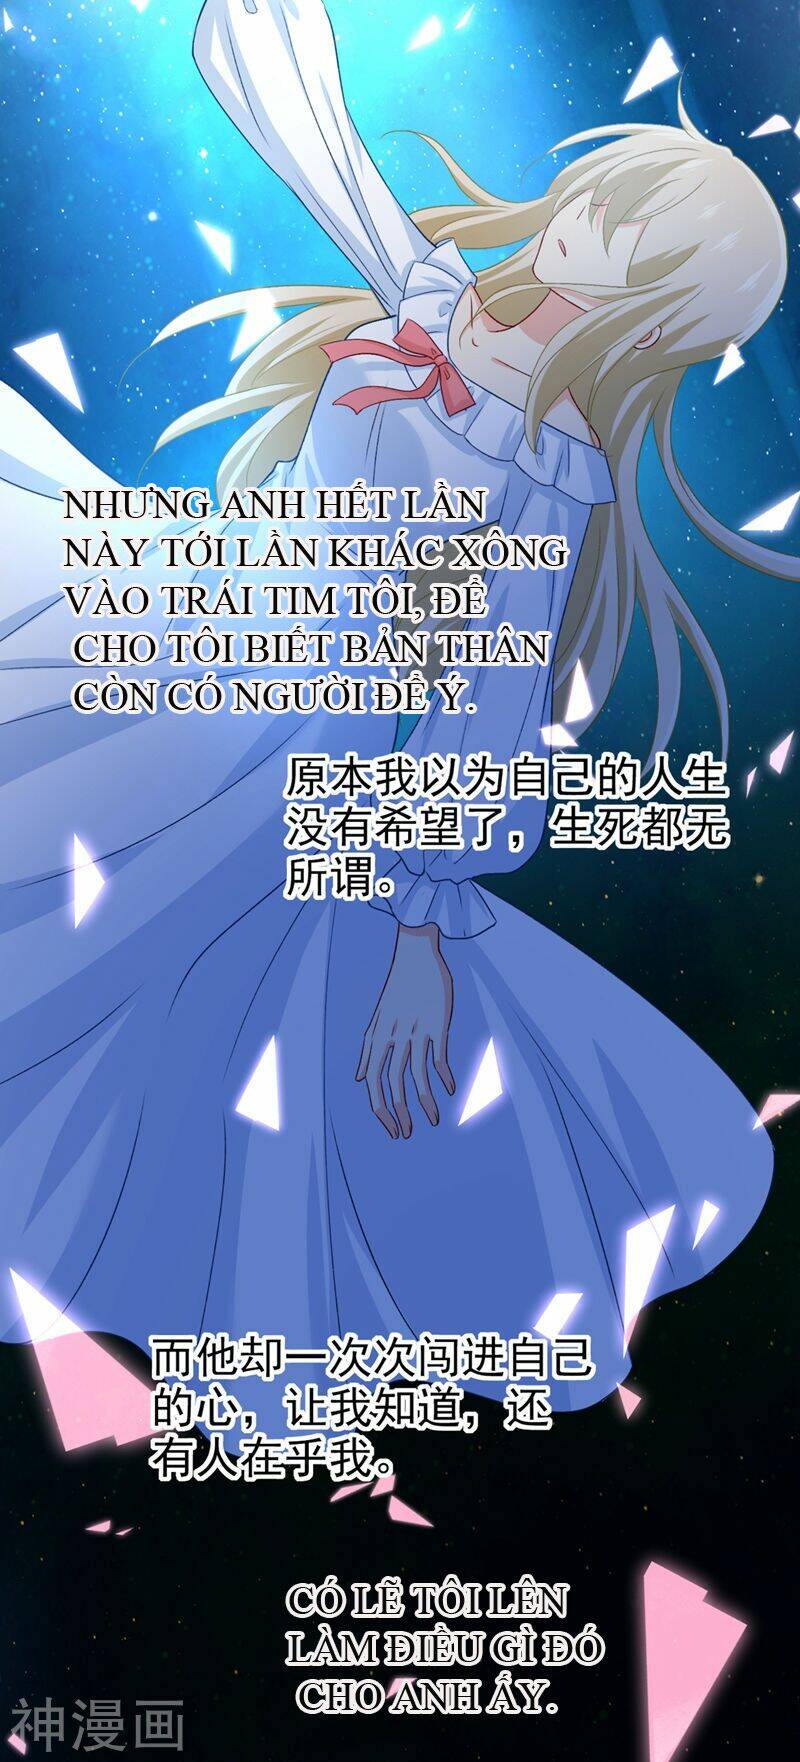 NHƯNG ANH HẾT LẦN
NÀY TỚI LẦN KHÁC XÔNG
VÀO TRÁI TIM TÔI, ĐỂ
CHO TÔI BIẾT BẢN THÂN
CÒN CÓ NGƯỜI ĐỂ Ý.
原本我以为自己的人生
没有希望了，生死都无
所谓。
而他却一次次闯进自己
的心，让我知道，还
有人在乎我。
CÓ LẼ TÔI LÊN
LÀM ĐIỀU GÌ ĐÓ
CHO ANH ẤY.
神漫画